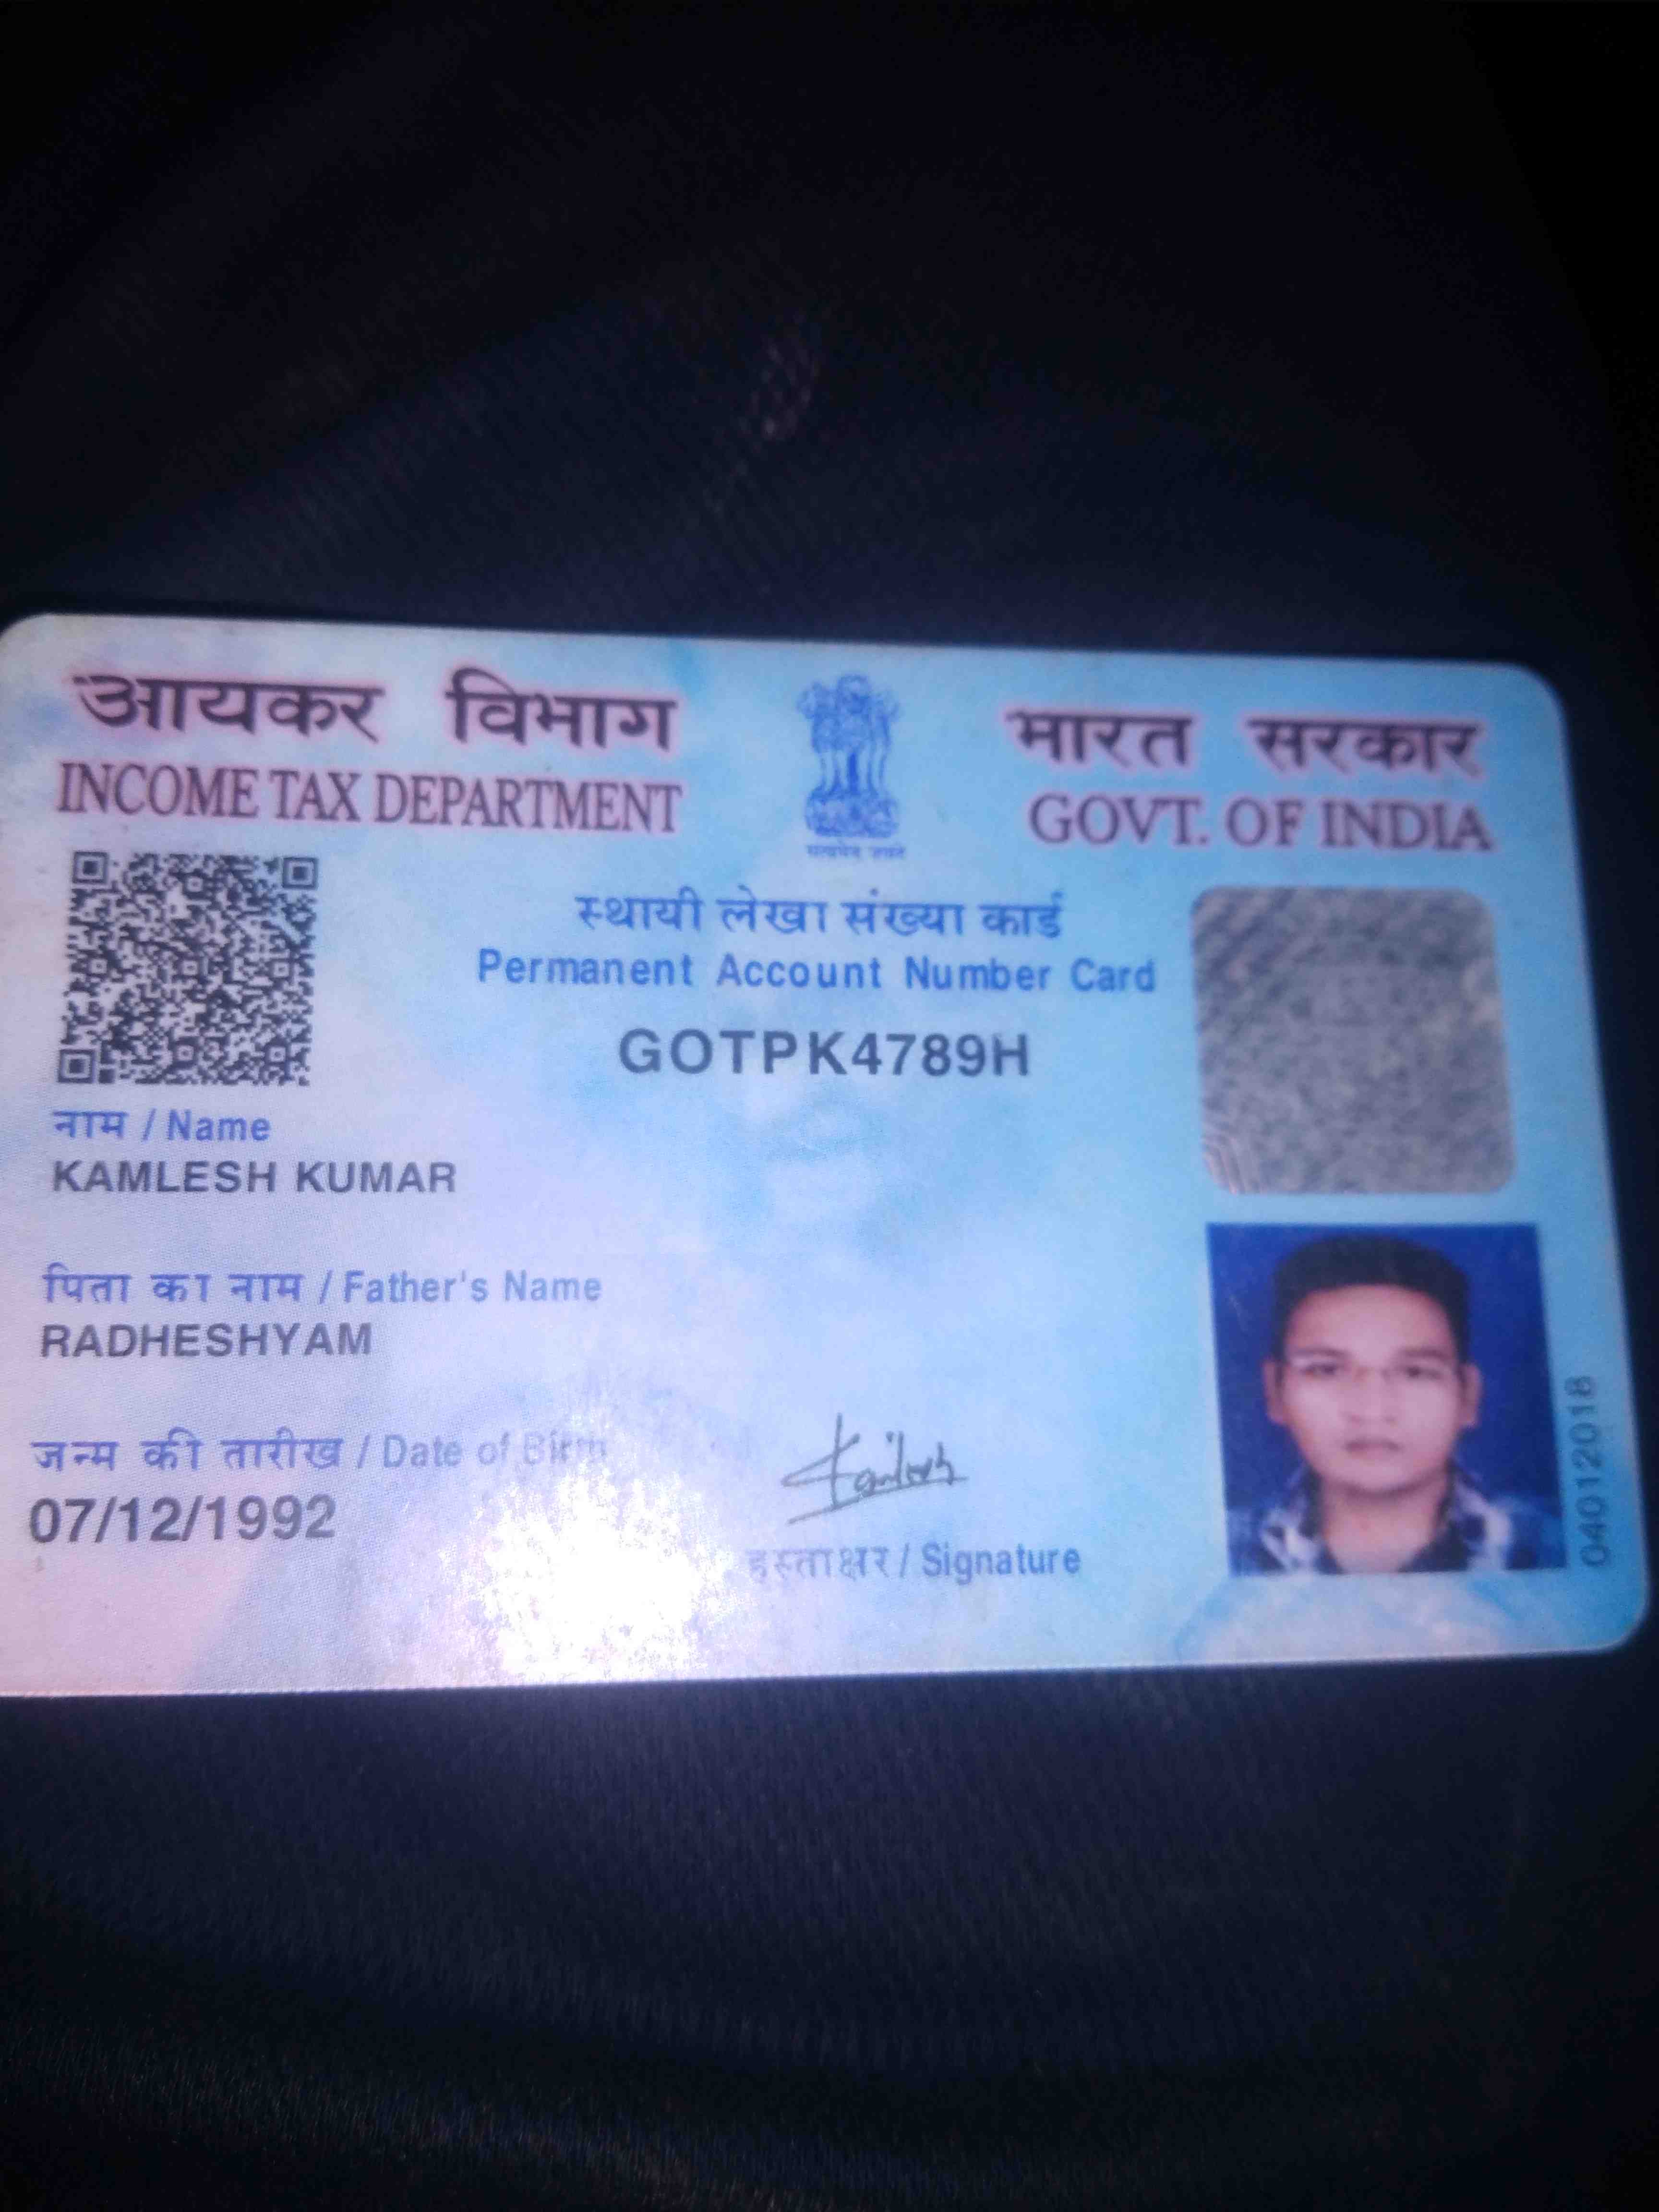 आयकर विभाग
INCOME TAX DEPARTMENT
भारत सरकार
GOVT. OF INDIA
सत्यमेव जयते
स्थायी लेखा संख्या कार्ड
Permanent Account Number Card
GOTPK4789H
नाम / Name
KAMLESH KUMAR
पिता का नाम / Father's Name
RADHESHYAM
जन्म की तारीख / Date of Birth
07/12/1992
Kamlesh
हस्ताक्षर / Signature
04012018